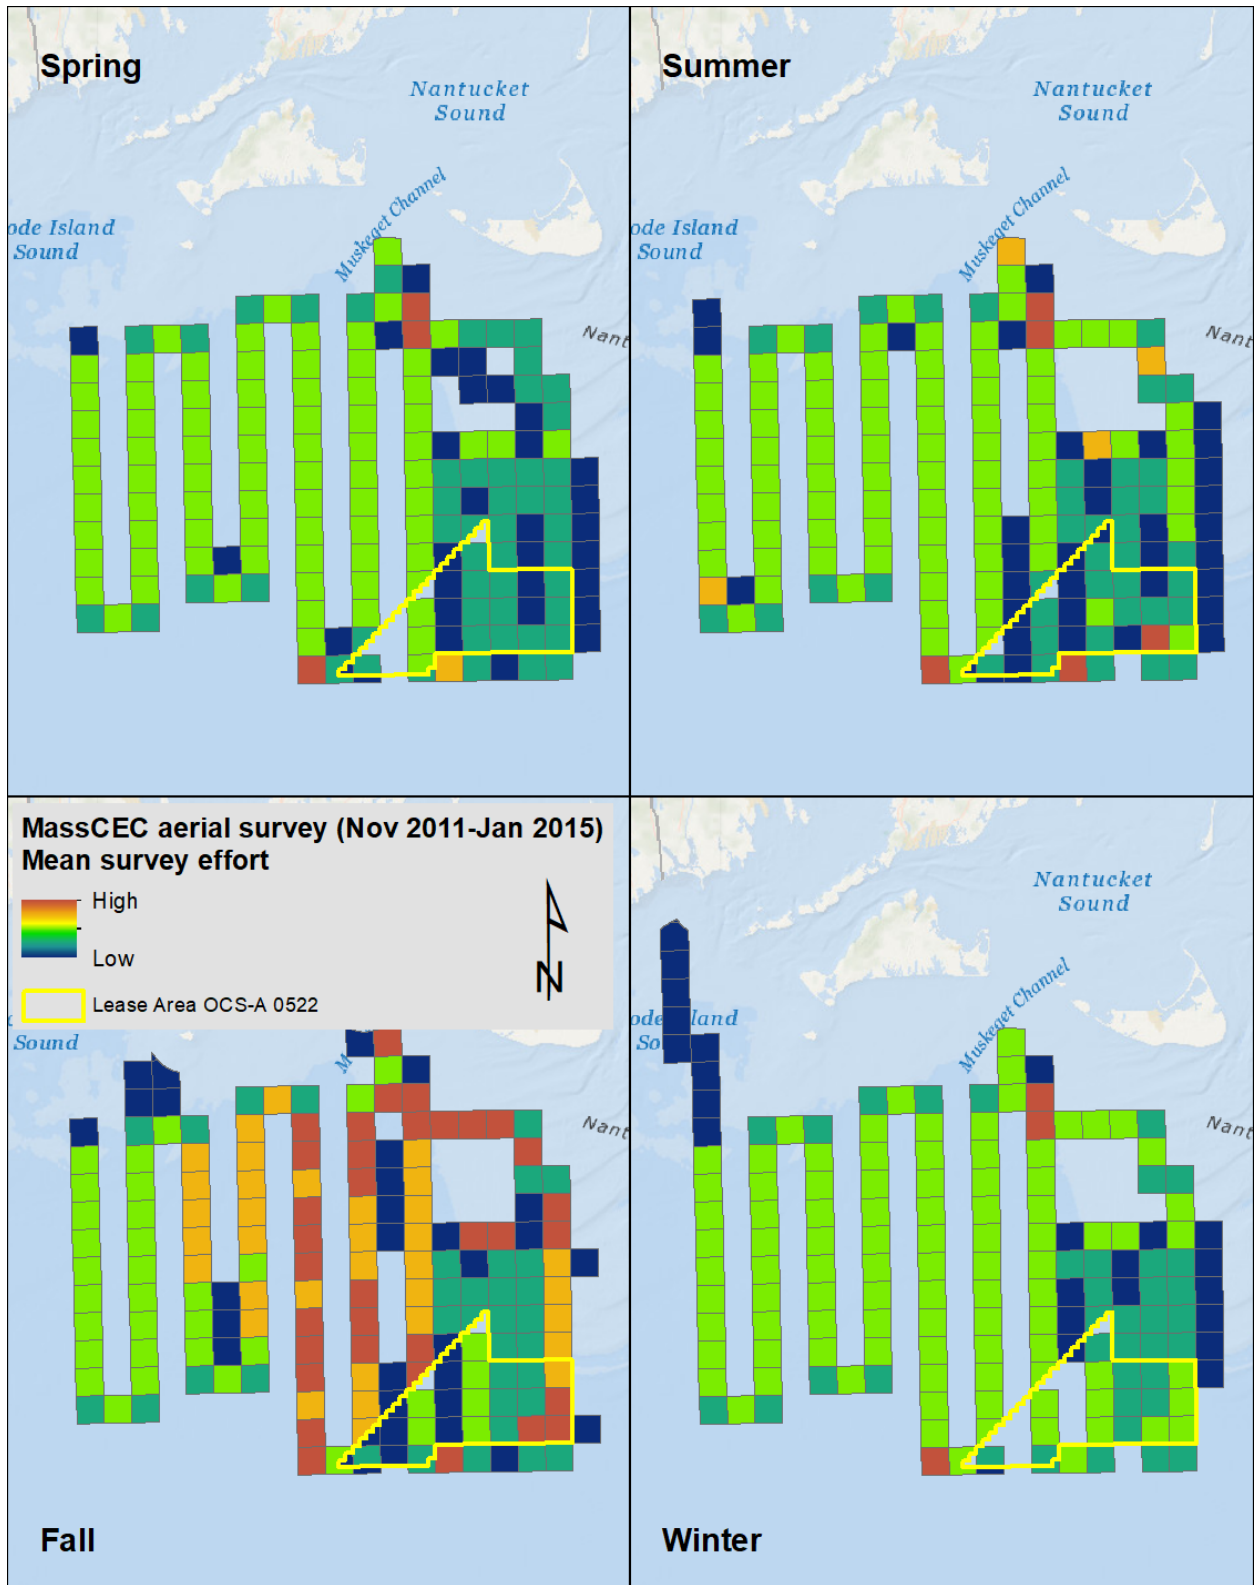 Spring
Nantucket
Sound
Muskeget Channel
ode Island
Sound
Nant
Summer
Nantucket
Sound
Muskeget Channel
ode Island
Sound
Nant
MassCEC aerial survey (Nov 2011-Jan 2015)
Mean survey effort
High
Low
N
Lease Area OCS-A 0522
Sound
M
Nant
Fall
Nantucket
Sound
Muskeget Channel
Nant
Winter